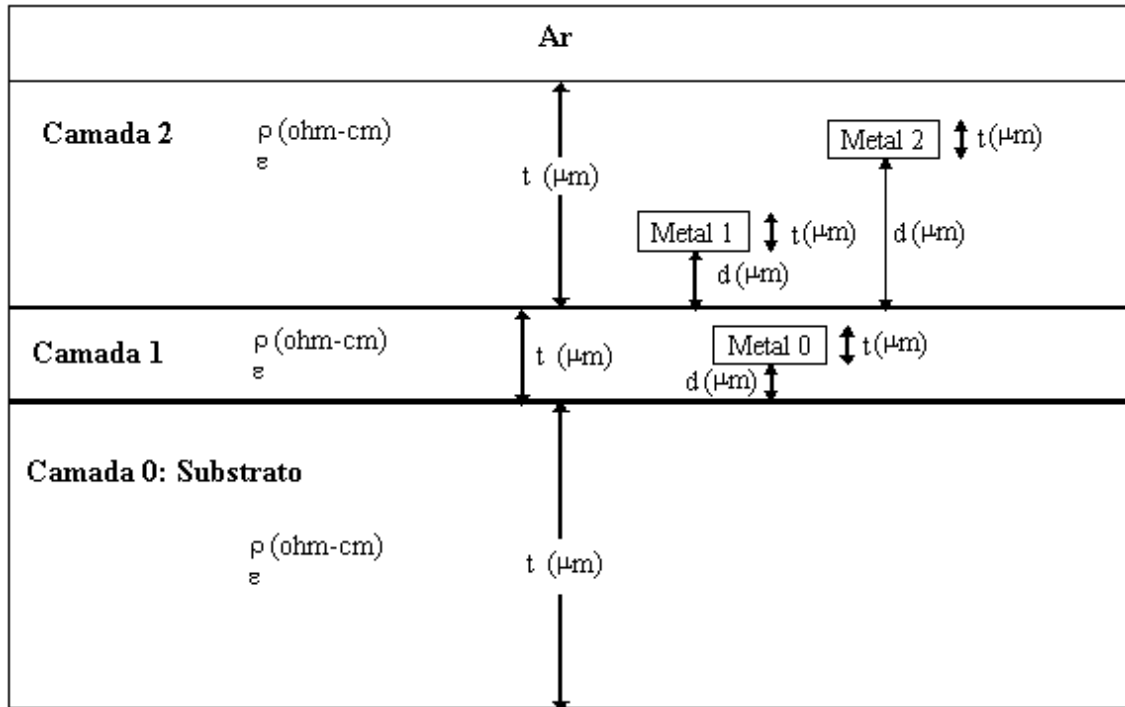 Ar
Camada 2
ρ (ohm-cm)
ε
t (μm)
Metal 2
t(μm)
Metal 1
t(μm)
d(μm)
d(μm)
Camada 1
ρ (ohm-cm)
ε
t (μm)
Metal 0
t(μm)
d(μm)
Camada 0: Substrato
ρ (ohm-cm)
ε
t (μm)